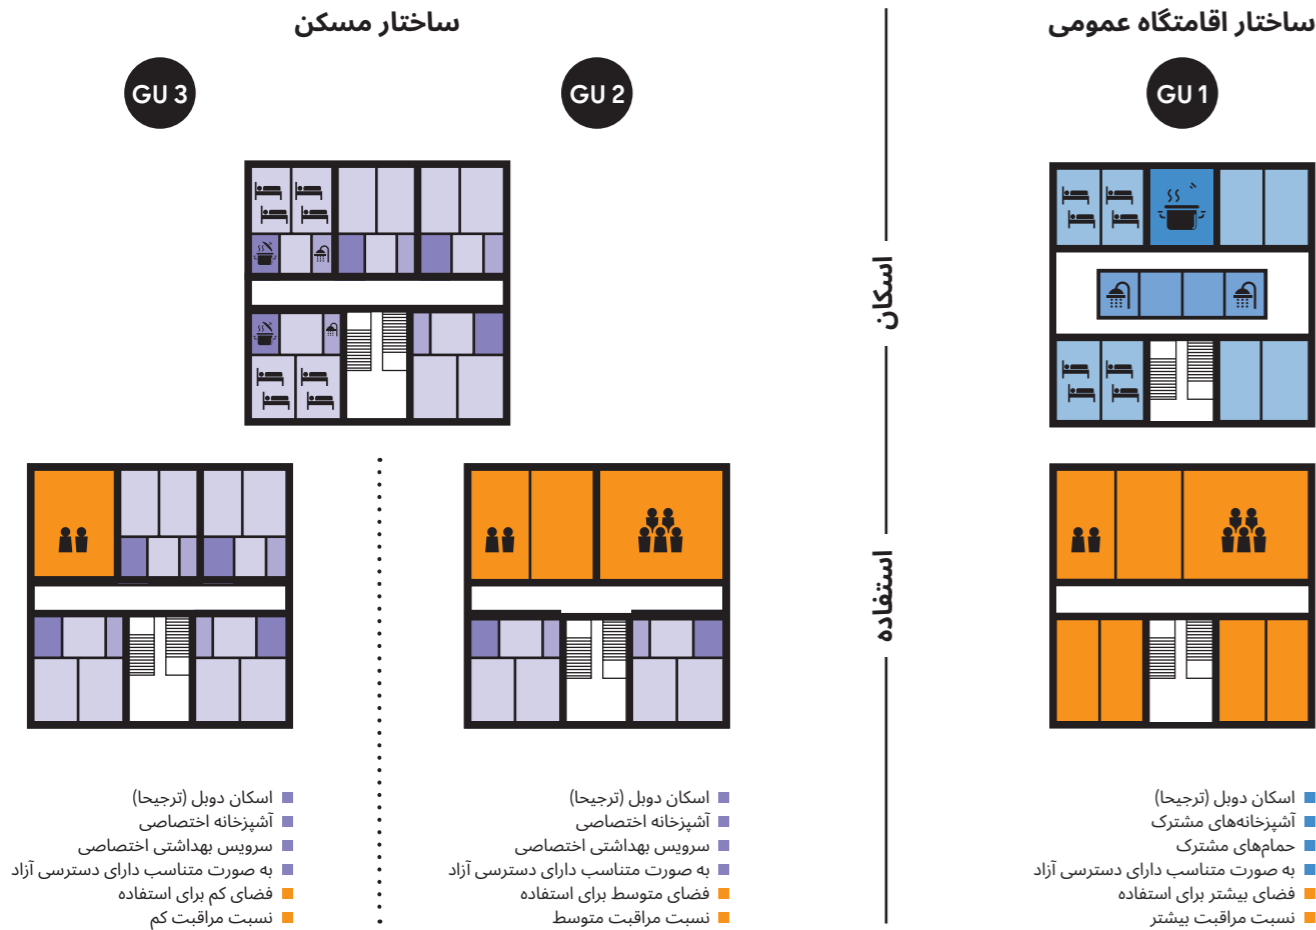 ساختار اقامتگاه عمومی
GU 1
اسکان
استفاده
اسکان دوبل (ترجیحا)
آشپزخانه‌های مشترک
حمام‌های مشترک
به صورت متناسب دارای دسترسی آزاد
فضای بیشتر برای استفاده
نسبت مراقبت بیشتر
ساختار مسکن
GU 2
اسکان دوبل (ترجیحا)
آشپزخانه اختصاصی
سرویس بهداشتی اختصاصی
به صورت متناسب دارای دسترسی آزاد
فضای متوسط برای استفاده
نسبت مراقبت متوسط
GU 3
اسکان دوبل (ترجیحا)
آشپزخانه اختصاصی
سرویس بهداشتی اختصاصی
به صورت متناسب دارای دسترسی آزاد
فضای کم برای استفاده
نسبت مراقبت کم